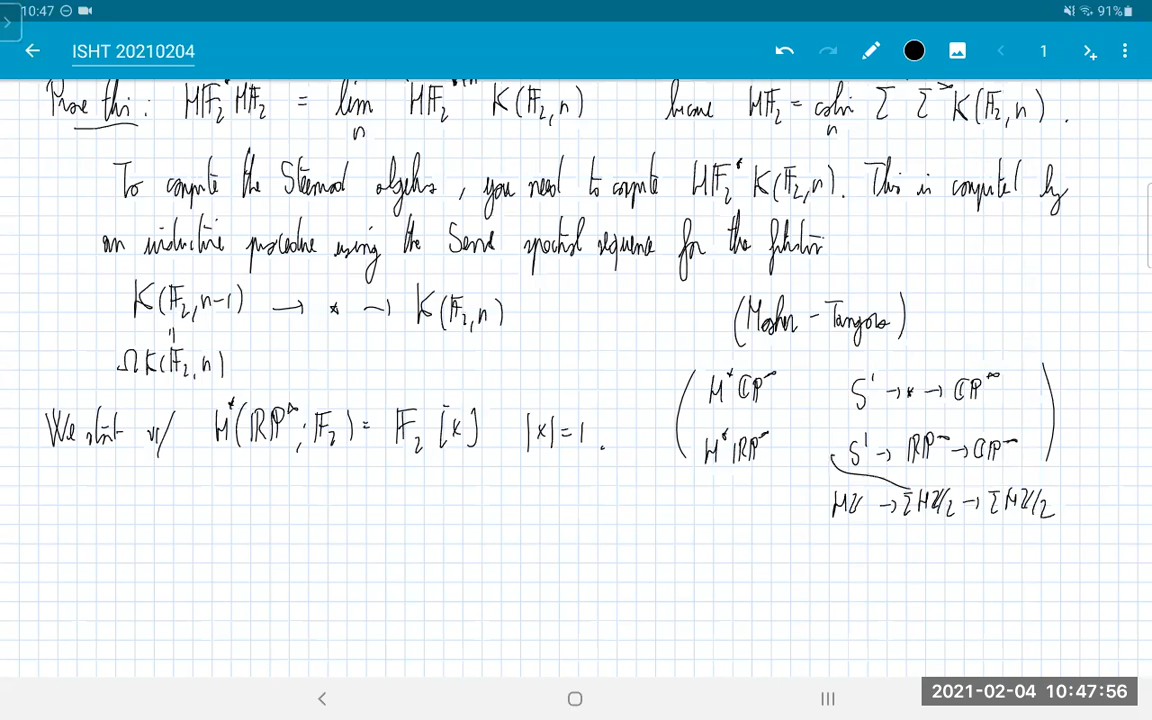 10:47
91%
ISHT 20210204
1
Prove this : HF₂* HF₂ = lim HF₂*⁺ⁿ K(F₂,n) because HF₂ = colim Σ Σ^∞ K(F₂,n).
n n
To compute the Steenrod algebra, you need to compute HF₂* K(F₂,n). This is computed by
an inductive procedure using the Serre spectral sequence for the fibration
K(F₂,n-1) → * → K(F₂,n) (Mosher - Tangora)
"
ΩK(F₂,n)
H* CP^∞ S¹ → * → CP^∞
We start w/ H*(RP^∞; F₂) = F₂[x] |x| = 1.
H* RP^∞ S¹ → RP^∞ → CP^∞
HZ → ΣHZ/2 → ΣHZ/2
2021-02-04 10:47:56